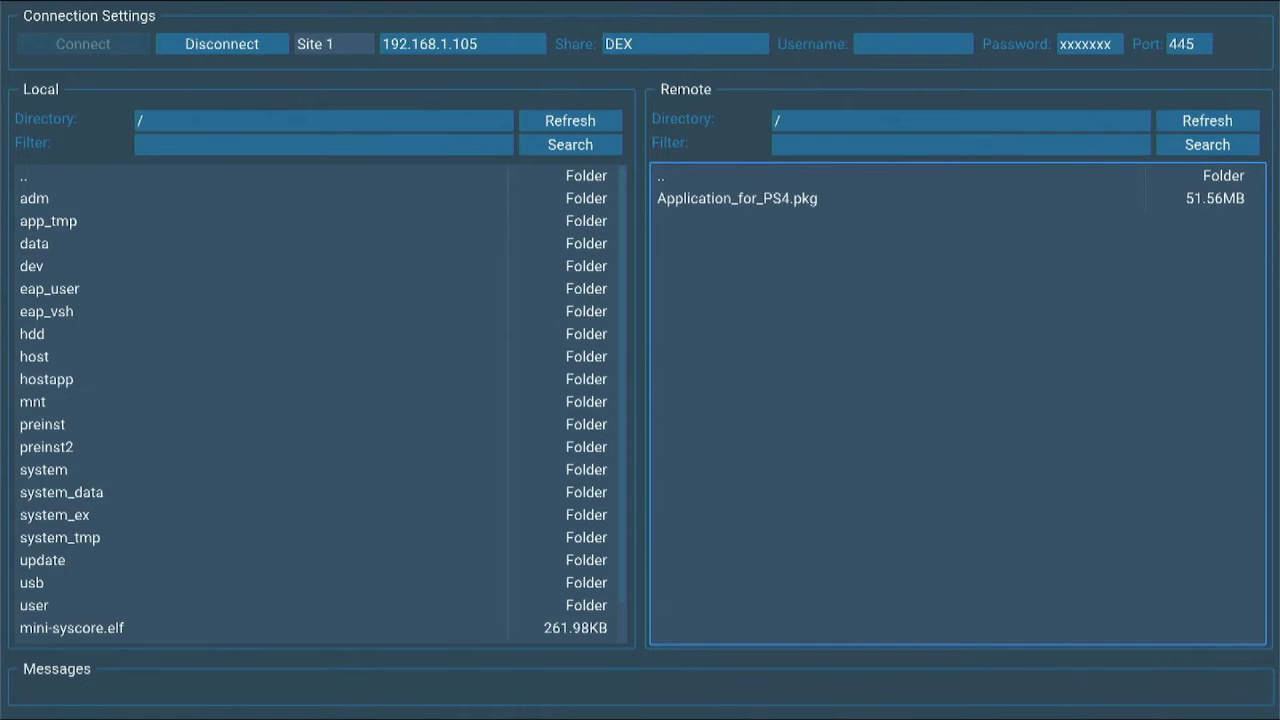 Connection Settings
Connect Disconnect Site 1 192.168.1.105 Share: DEX Username: Password: xxxxxxx Port: 445
Local
Directory: / Refresh
Filter: Search
.. Folder
adm Folder
app_tmp Folder
data Folder
dev Folder
eap_user Folder
eap_vsh Folder
hdd Folder
host Folder
hostapp Folder
mnt Folder
preinst Folder
preinst2 Folder
system Folder
system_data Folder
system_ex Folder
system_tmp Folder
update Folder
usb Folder
user Folder
mini-syscore.elf 261.98KB
Remote
Directory: / Refresh
Filter: Search
.. Folder
Application_for_PS4.pkg 51.56MB
Messages